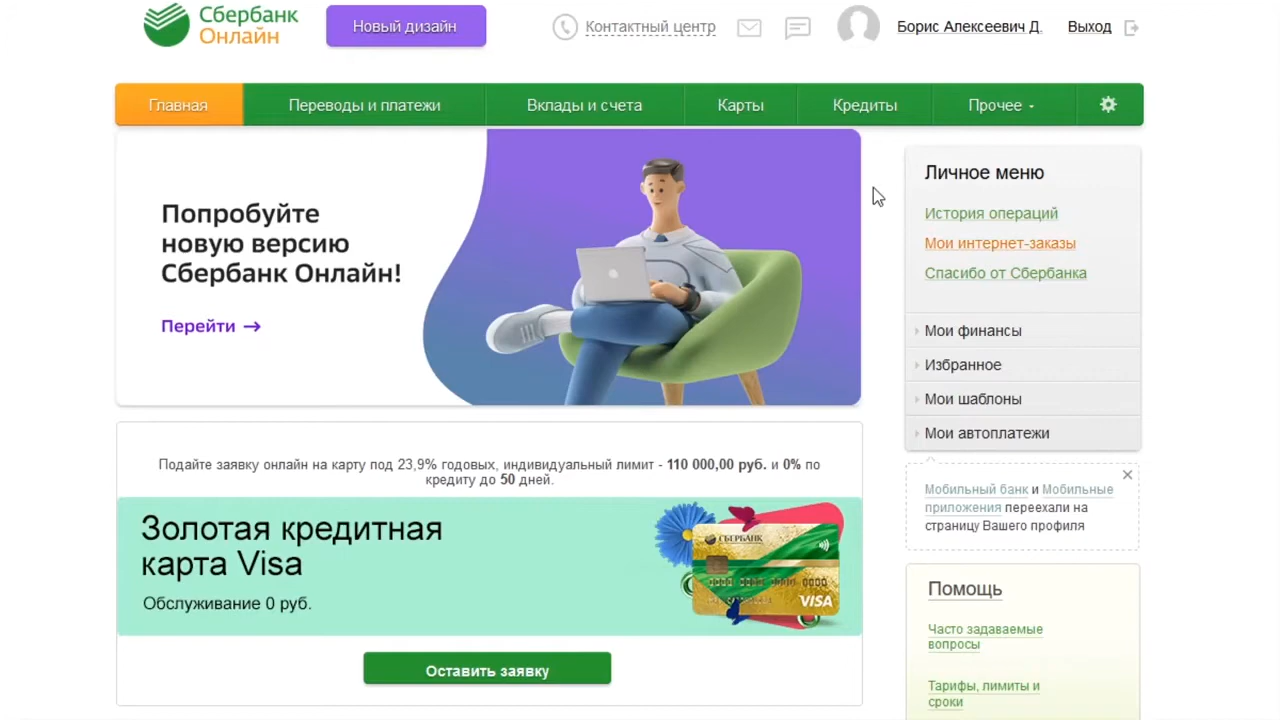 Сбербанк
Онлайн
Новый дизайн
Контактный центр
Борис Алексеевич Д.
Выход
Главная
Переводы и платежи
Вклады и счета
Карты
Кредиты
Прочее
Попробуйте
новую версию
Сбербанк Онлайн!
Перейти →
Личное меню
История операций
Мои интернет-заказы
Спасибо от Сбербанка
Мои финансы
Избранное
Мои шаблоны
Мои автоплатежи
Мобильный банк и Мобильные
приложения переехали на
страницу Вашего профиля
Подайте заявку онлайн на карту под 23,9% годовых, индивидуальный лимит - 110 000,00 руб. и 0% по
кредиту до 50 дней.
Золотая кредитная
карта Visa
Обслуживание 0 руб.
СБЕРБАНК
VISA
Оставить заявку
Помощь
Часто задаваемые
вопросы
Тарифы, лимиты и
сроки